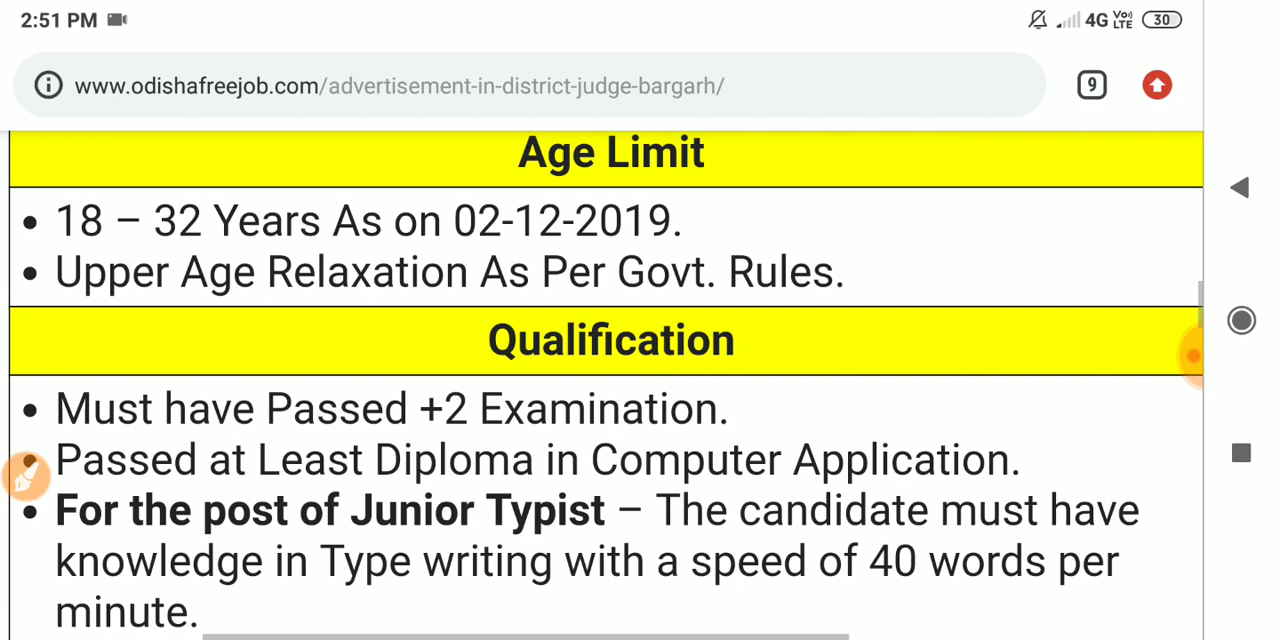 2:51 PM 4G Vo) LTE 30
www.odishafreejob.com/advertisement-in-district-judge-bargarh/ 9
Age Limit
• 18 – 32 Years As on 02-12-2019.
• Upper Age Relaxation As Per Govt. Rules.
Qualification
• Must have Passed +2 Examination.
• Passed at Least Diploma in Computer Application.
• For the post of Junior Typist – The candidate must have
knowledge in Type writing with a speed of 40 words per
minute.